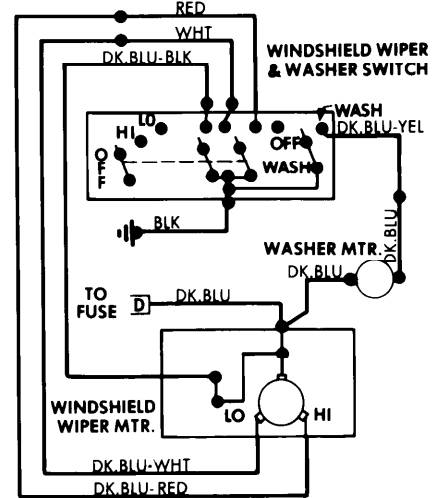 RED
WHT
DK.BLU-BLK
WINDSHIELD WIPER
& WASHER SWITCH
WASH
DK.BLU-YEL
LO
HI
OFF
OFF
WASH
BLK
DK.BLU
WASHER MTR.
DK.BLU
TO
FUSE
D
DK.BLU
WINDSHIELD
WIPER MTR.
LO
HI
DK.BLU-WHT
DK.BLU-RED